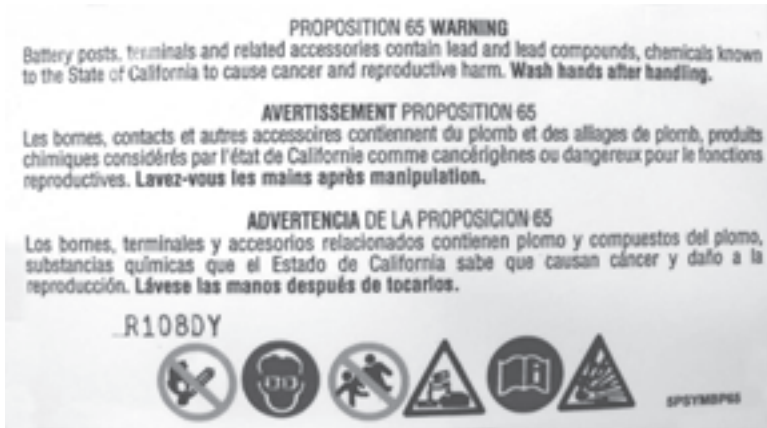 PROPOSITION 65 WARNING
Battery posts, terminals and related accessories contain lead and lead compounds, chemicals known
to the State of California to cause cancer and reproductive harm. Wash hands after handling.
AVERTISSEMENT PROPOSITION 65
Les bornes, contacts et autres accessoires contiennent du plomb et des alliages de plomb, produits
chimiques considérés par l'état de Californie comme cancérigènes ou dangereux pour le fonctions
reproductives. Lavez-vous les mains après manipulation.
ADVERTENCIA DE LA PROPOSICION 65
Los bornes, terminales y accesorios relacionados contienen plomo y compuestos del plomo,
substancias químicas que el Estado de California sabe que causan cáncer y daño a la
reproducción. Lávese las manos después de tocarlos.
R108DY
SPSYMBP65